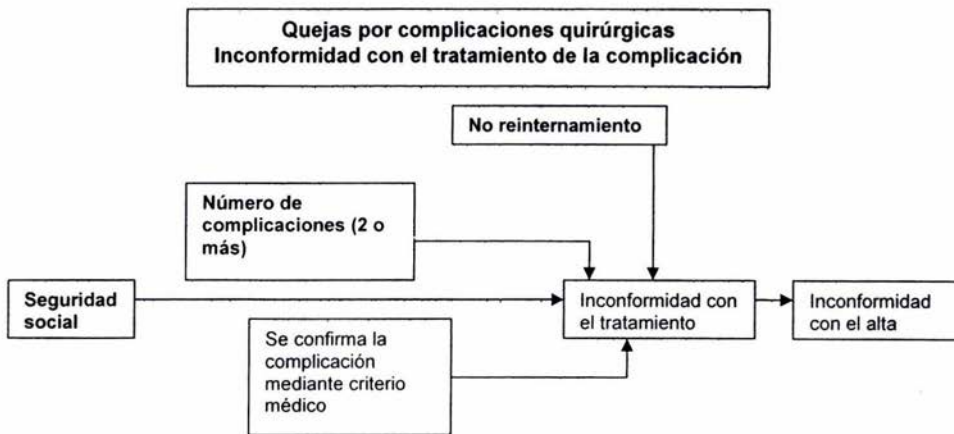 Quejas por complicaciones quirúrgicas
Inconformidad con el tratamiento de la complicación
No reinternamiento
Número de
complicaciones (2 o
más)
Seguridad
social
Inconformidad con
el tratamiento
Inconformidad
con el alta
Se confirma la
complicación
mediante criterio
médico